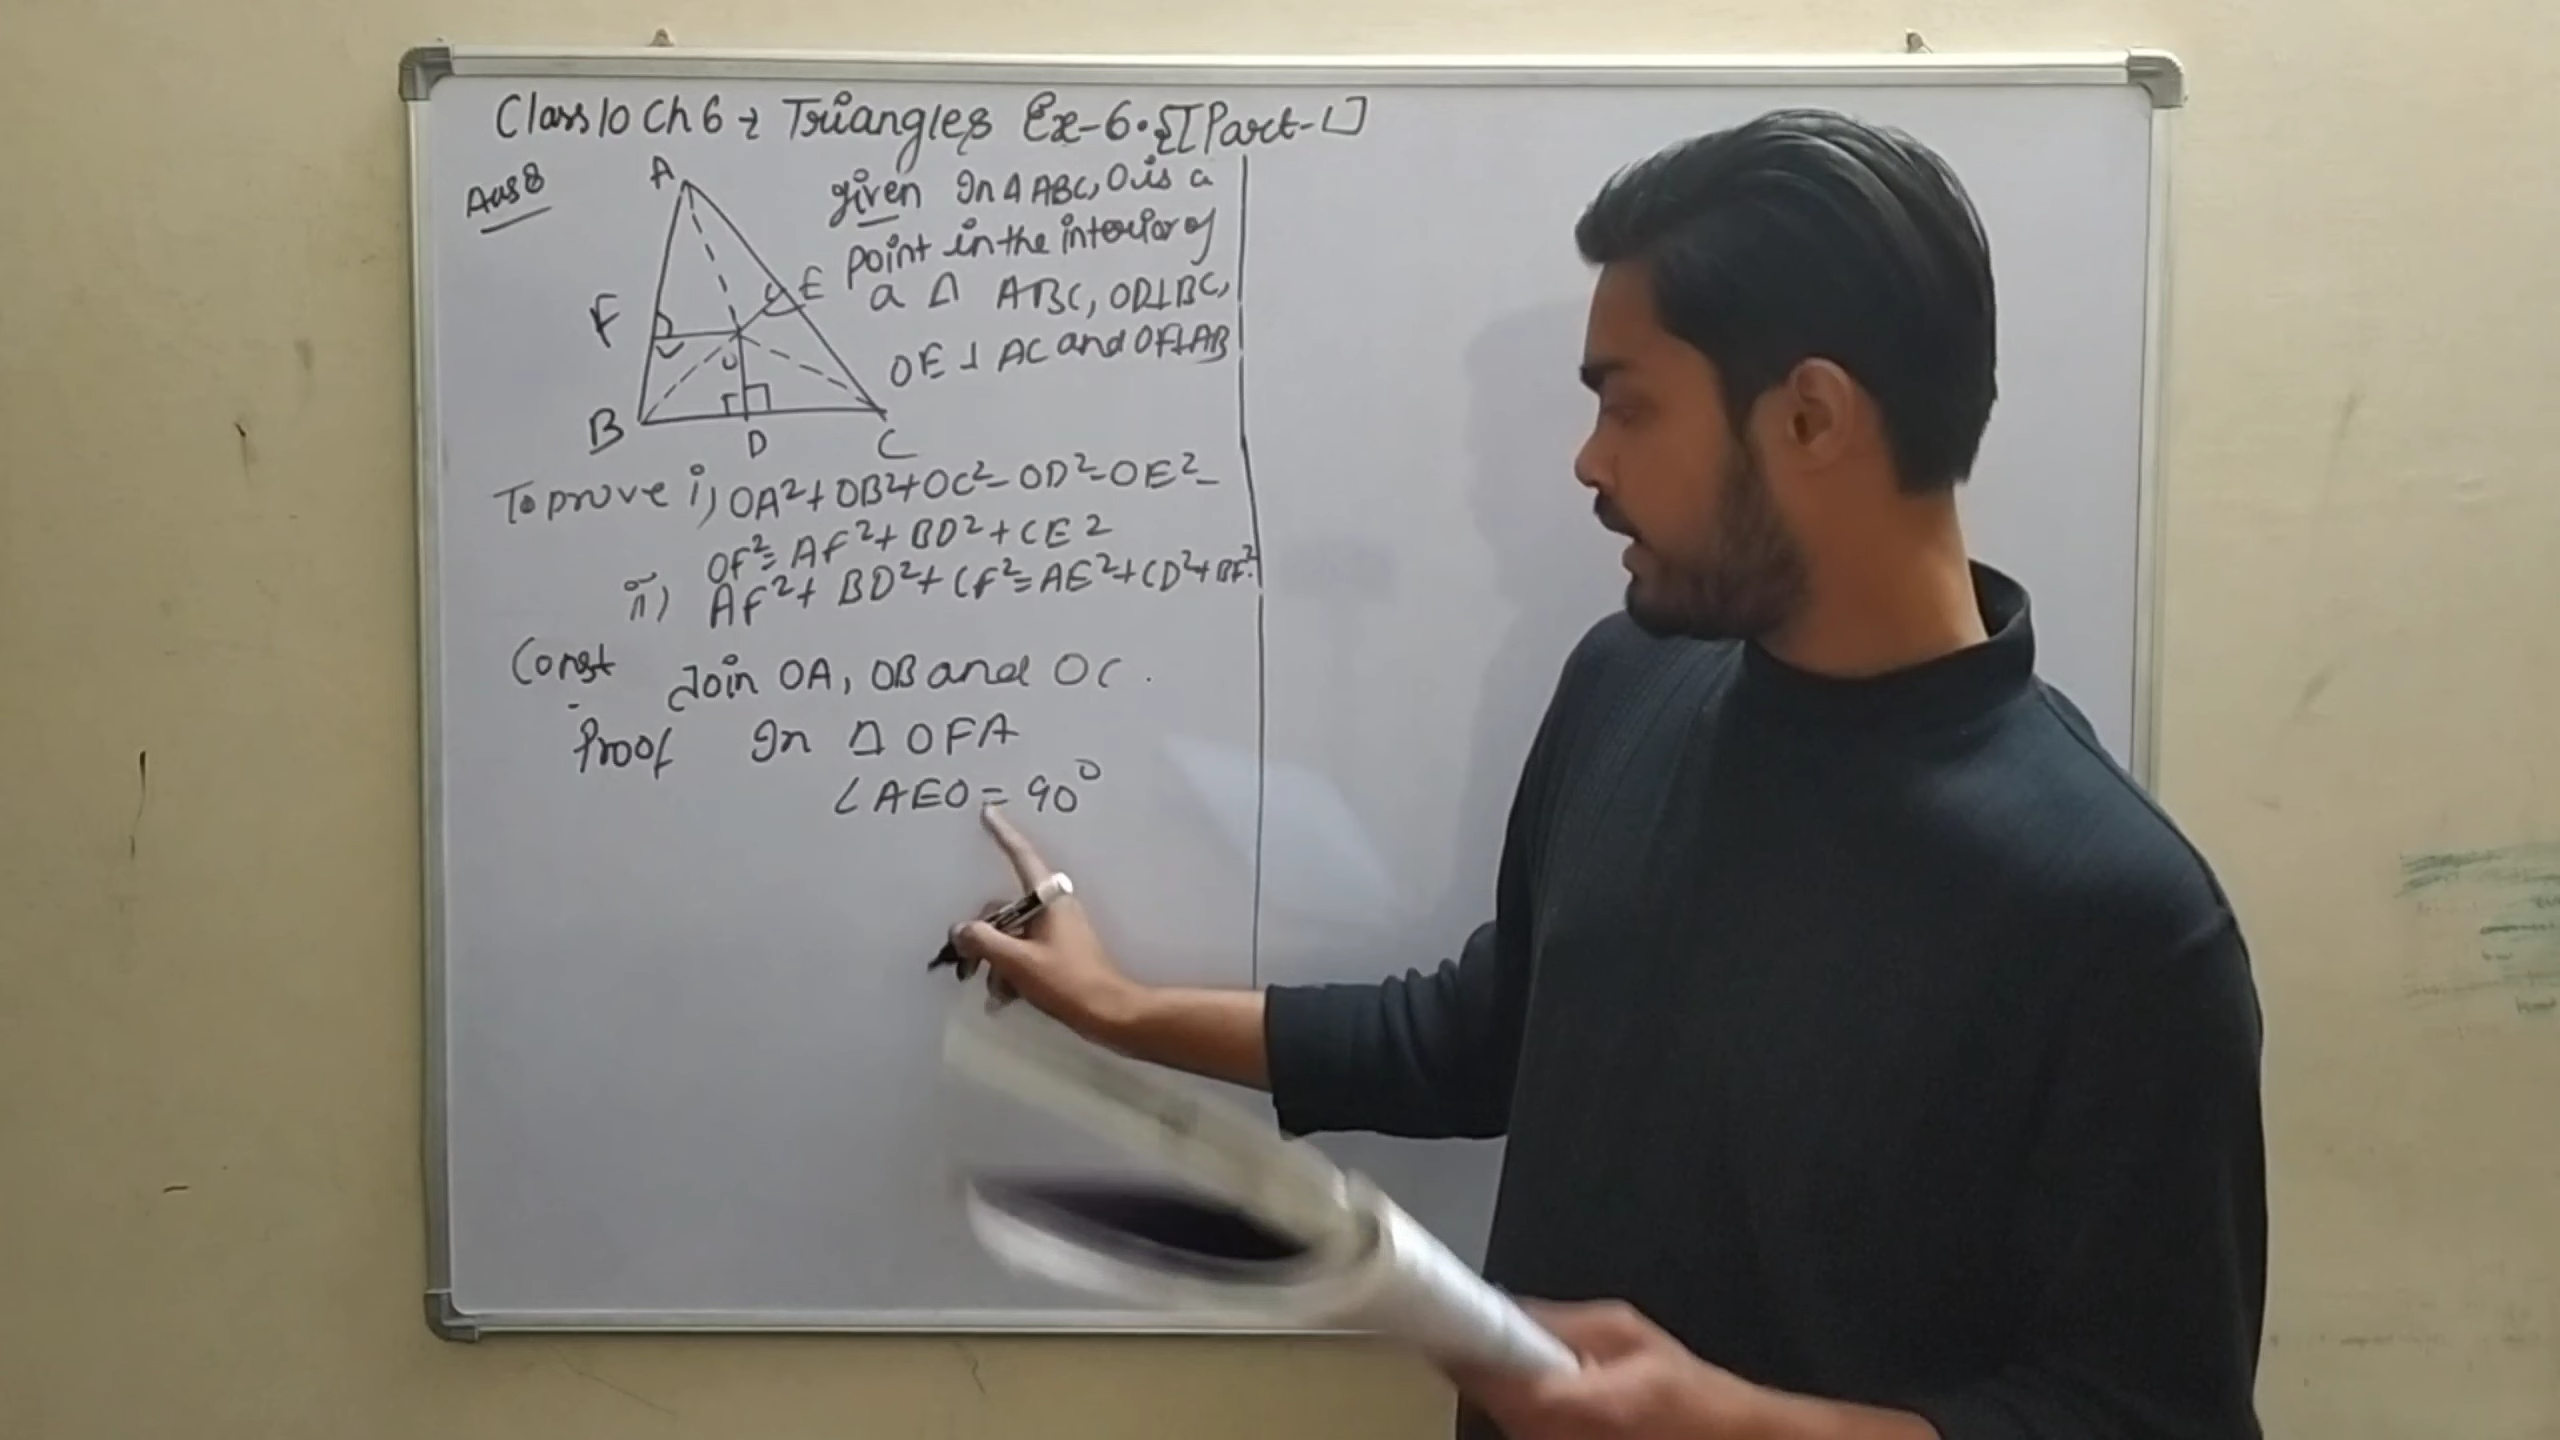 Class 10 Ch 6 → Triangles Ex-6.5 [Part-1]
Ans 8
A
F
E
O
B
D
C
given In Δ ABC, O is a
point in the interior of
a Δ ABC, OD⊥BC,
OE ⊥ AC and OF⊥AB
To prove i) OA²+OB²+OC²-OD²-OE²-
OF²=AF²+BD²+CE²
ii) AF²+BD²+CF²=AE²+CD²+BF².
Const Join OA, OB and OC.
Proof In Δ OFA
∠AEO = 90°